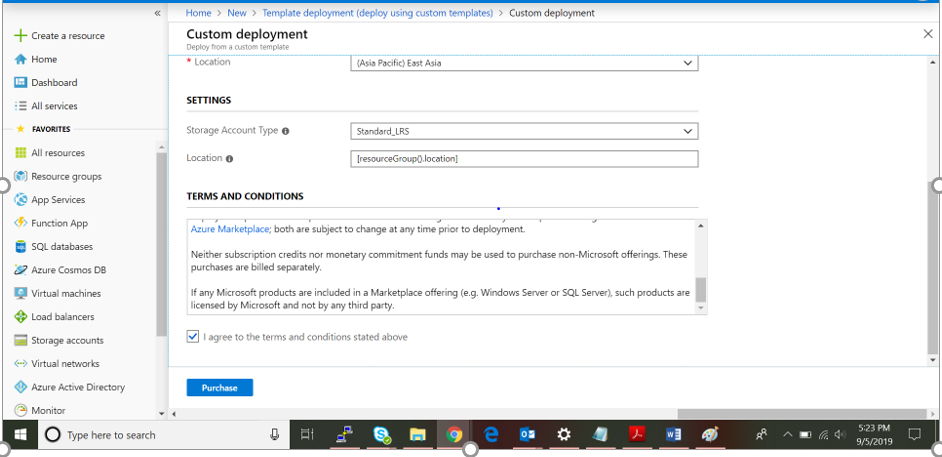 «
Home > New > Template deployment (deploy using custom templates) > Custom deployment
Create a resource
Home
Dashboard
All services
FAVORITES
All resources
Resource groups
App Services
Function App
SQL databases
Azure Cosmos DB
Virtual machines
Load balancers
Storage accounts
Virtual networks
Azure Active Directory
Monitor
Custom deployment
Deploy from a custom template
* Location
(Asia Pacific) East Asia
SETTINGS
Storage Account Type
Standard_LRS
Location
[resourceGroup().location]
TERMS AND CONDITIONS
Azure Marketplace; both are subject to change at any time prior to deployment.
Neither subscription credits nor monetary commitment funds may be used to purchase non-Microsoft offerings. These
purchases are billed separately.
If any Microsoft products are included in a Marketplace offering (e.g. Windows Server or SQL Server), such products are
licensed by Microsoft and not by any third party.
I agree to the terms and conditions stated above
Purchase
Type here to search
5:23 PM
9/5/2019